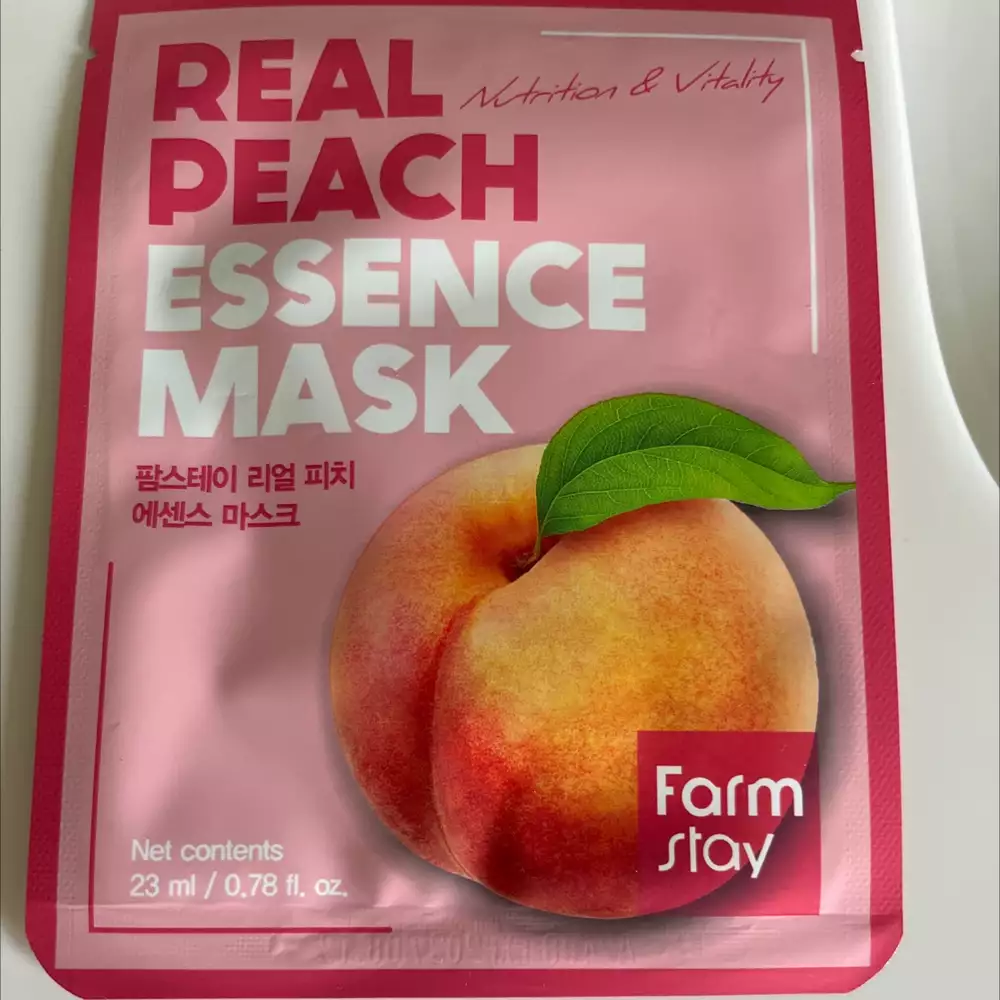 REAL
Nutrition & Vitality
PEACH
ESSENCE
MASK
팜스테이 리얼 피치
에센스 마스크
Farm
stay
Net contents
23 ml / 0.78 fl. oz.